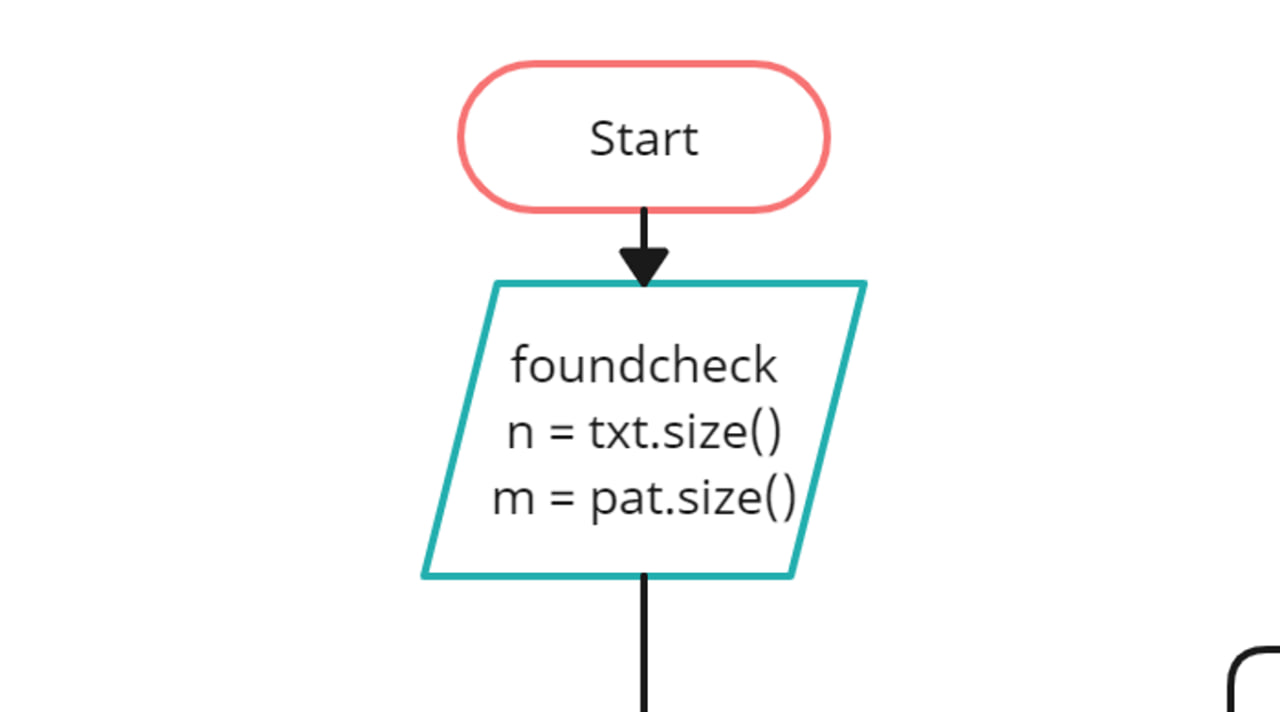 Start
foundcheck
n = txt.size()
m = pat.size()